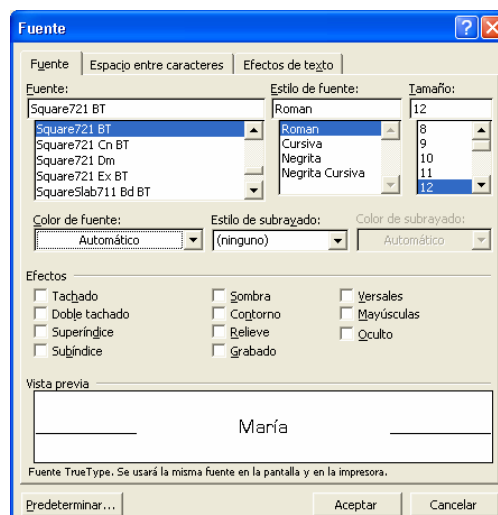 Fuente
Fuente Espacio entre caracteres Efectos de texto
Fuente: Estilo de fuente: Tamaño:
Square721 BT Roman 12
Square721 BT Roman 8
Square721 Cn BT Cursiva 9
Square721 Dm Negrita 10
Square721 Ex BT Negrita Cursiva 11
SquareSlab711 Bd BT 12
Color de fuente: Estilo de subrayado: Color de subrayado:
Automático (ninguno) Automático
Efectos
Tachado Sombra Versales
Doble tachado Contorno Mayúsculas
Superíndice Relieve Oculto
Subíndice Grabado
Vista previa
María
Fuente TrueType. Se usará la misma fuente en la pantalla y en la impresora.
Predeterminar... Aceptar Cancelar